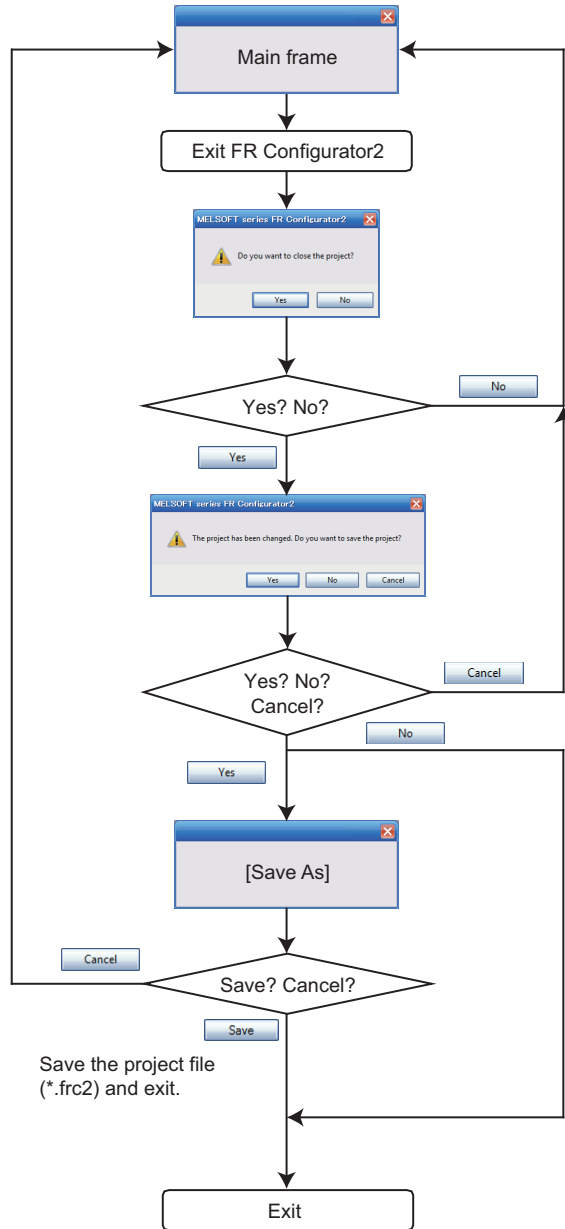 Main frame
Exit FR Configurator2
MELSOFT series FR Configurator2
Do you want to close the project?
Yes
No
Yes? No?
No
Yes
MELSOFT series FR Configurator2
The project has been changed. Do you want to save the project?
Yes
No
Cancel
Yes? No?
Cancel?
Cancel
No
Yes
[Save As]
Cancel
Save? Cancel?
Save
Save the project file
(*.frc2) and exit.
Exit